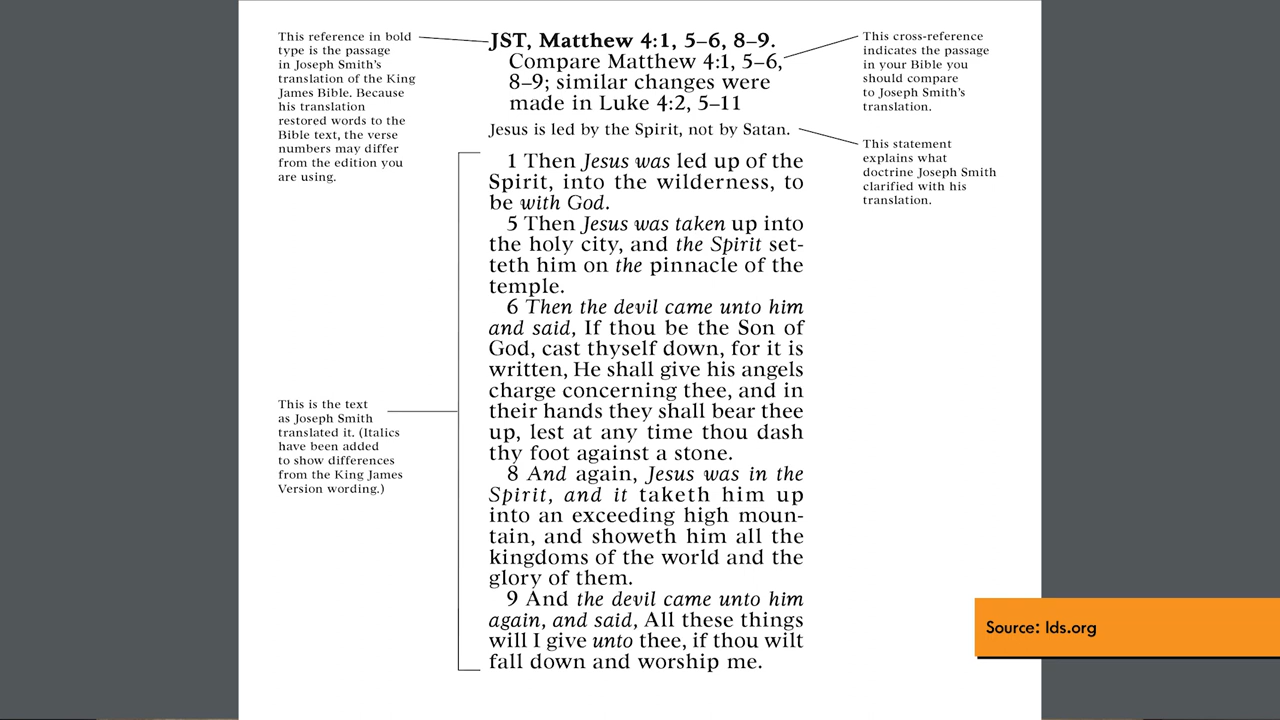 This reference in bold
type is the passage
in Joseph Smith's
translation of the King
James Bible. Because
his translation
restored words to the
Bible text, the verse
numbers may differ
from the edition you
are using.
JST, Matthew 4:1, 5–6, 8–9.
Compare Matthew 4:1, 5–6,
8–9; similar changes were
made in Luke 4:2, 5–11
This cross-reference
indicates the passage
in your Bible you
should compare
to Joseph Smith's
translation.
Jesus is led by the Spirit, not by Satan.
This statement
explains what
doctrine Joseph Smith
clarified with his
translation.
1 Then Jesus was led up of the
Spirit, into the wilderness, to
be with God.
5 Then Jesus was taken up into
the holy city, and the Spirit set-
teth him on the pinnacle of the
temple.
6 Then the devil came unto him
and said, If thou be the Son of
God, cast thyself down, for it is
written, He shall give his angels
charge concerning thee, and in
their hands they shall bear thee
up, lest at any time thou dash
thy foot against a stone.
8 And again, Jesus was in the
Spirit, and it taketh him up
into an exceeding high moun-
tain, and showeth him all the
kingdoms of the world and the
glory of them.
9 And the devil came unto him
again, and said, All these things
will I give unto thee, if thou wilt
fall down and worship me.
This is the text
as Joseph Smith
translated it. (Italics
have been added
to show differences
from the King James
Version wording.)
Source: lds.org